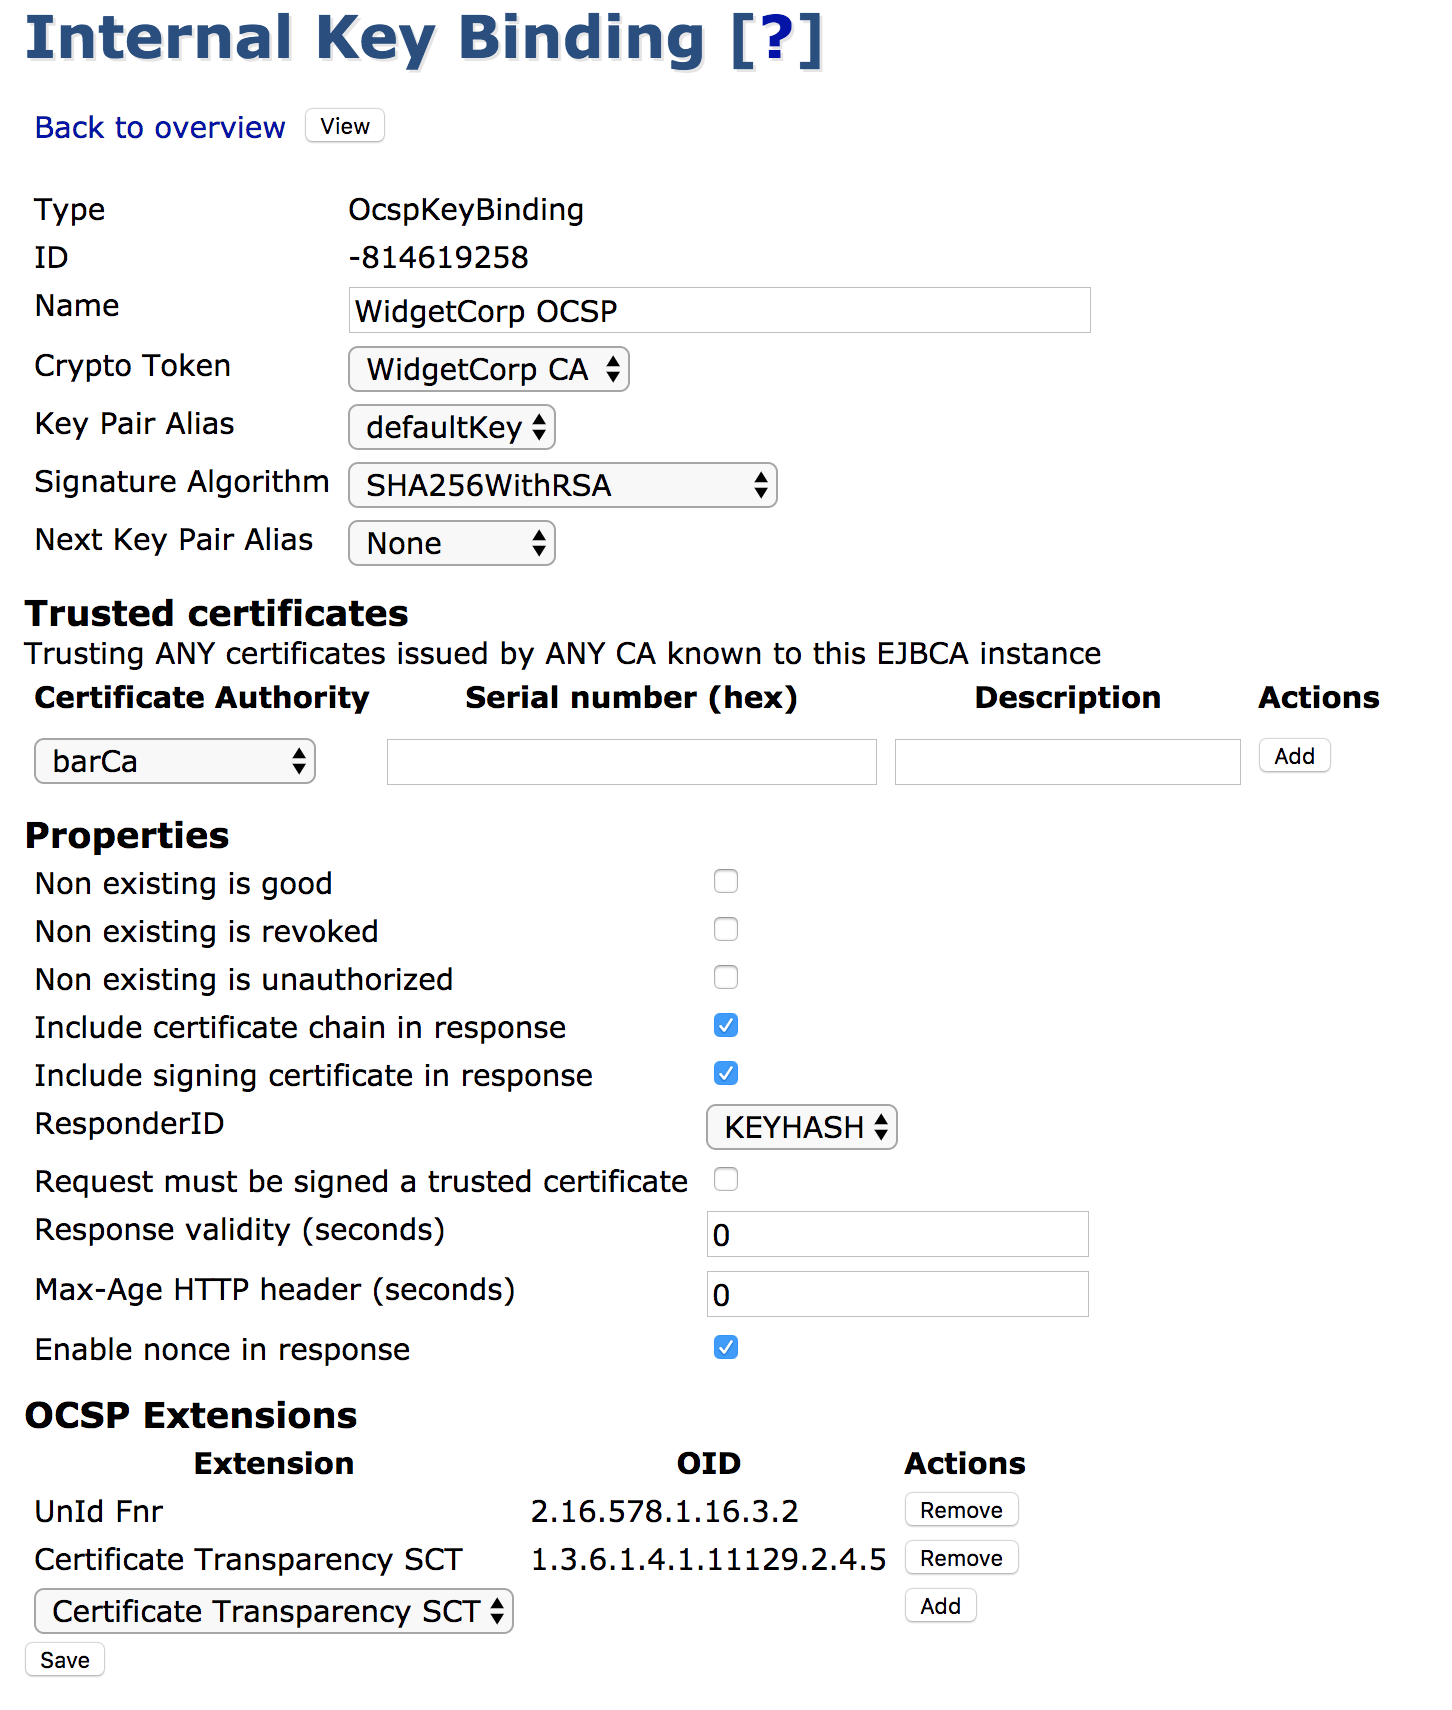 Internal Key Binding [?]
Back to overview View
Type OcspKeyBinding
ID -814619258
Name WidgetCorp OCSP
Crypto Token WidgetCorp CA
Key Pair Alias defaultKey
Signature Algorithm SHA256WithRSA
Next Key Pair Alias None
Trusted certificates
Trusting ANY certificates issued by ANY CA known to this EJBCA instance
Certificate Authority Serial number (hex) Description Actions
barCa Add
Properties
Non existing is good
Non existing is revoked
Non existing is unauthorized
Include certificate chain in response
Include signing certificate in response
ResponderID KEYHASH
Request must be signed a trusted certificate
Response validity (seconds) 0
Max-Age HTTP header (seconds) 0
Enable nonce in response
OCSP Extensions
Extension OID Actions
UnId Fnr 2.16.578.1.16.3.2 Remove
Certificate Transparency SCT 1.3.6.1.4.1.11129.2.4.5 Remove
Certificate Transparency SCT Add
Save